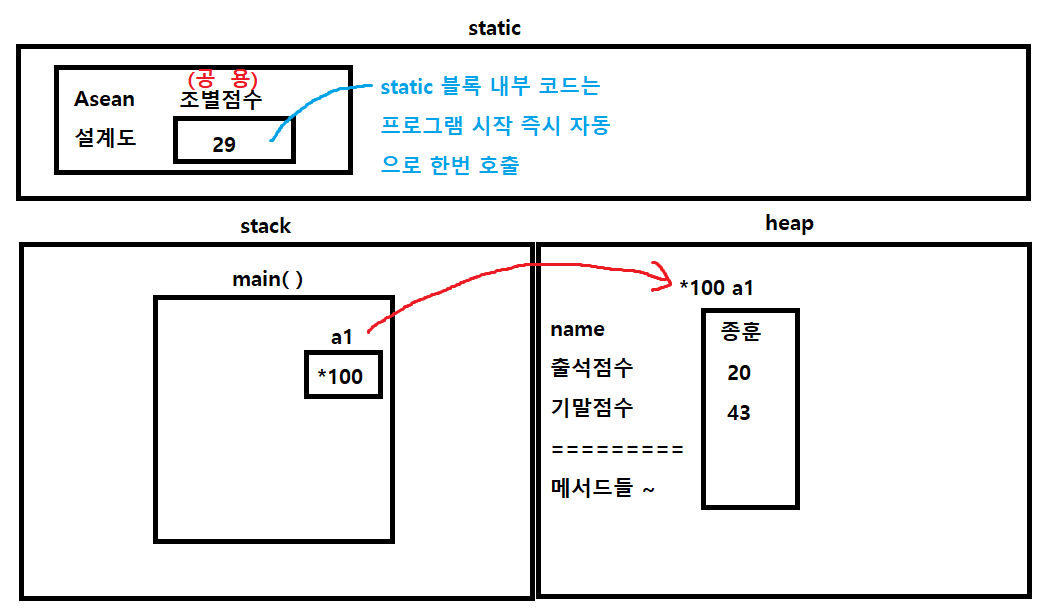 static
(공 용)
Asean 조별점수
설계도
29
static 블록 내부 코드는
프로그램 시작 즉시 자동
으로 한번 호출
stack
heap
main( )
a1
*100
*100 a1
name 종훈
출석점수 20
기말점수 43
=========
메서드들 ~